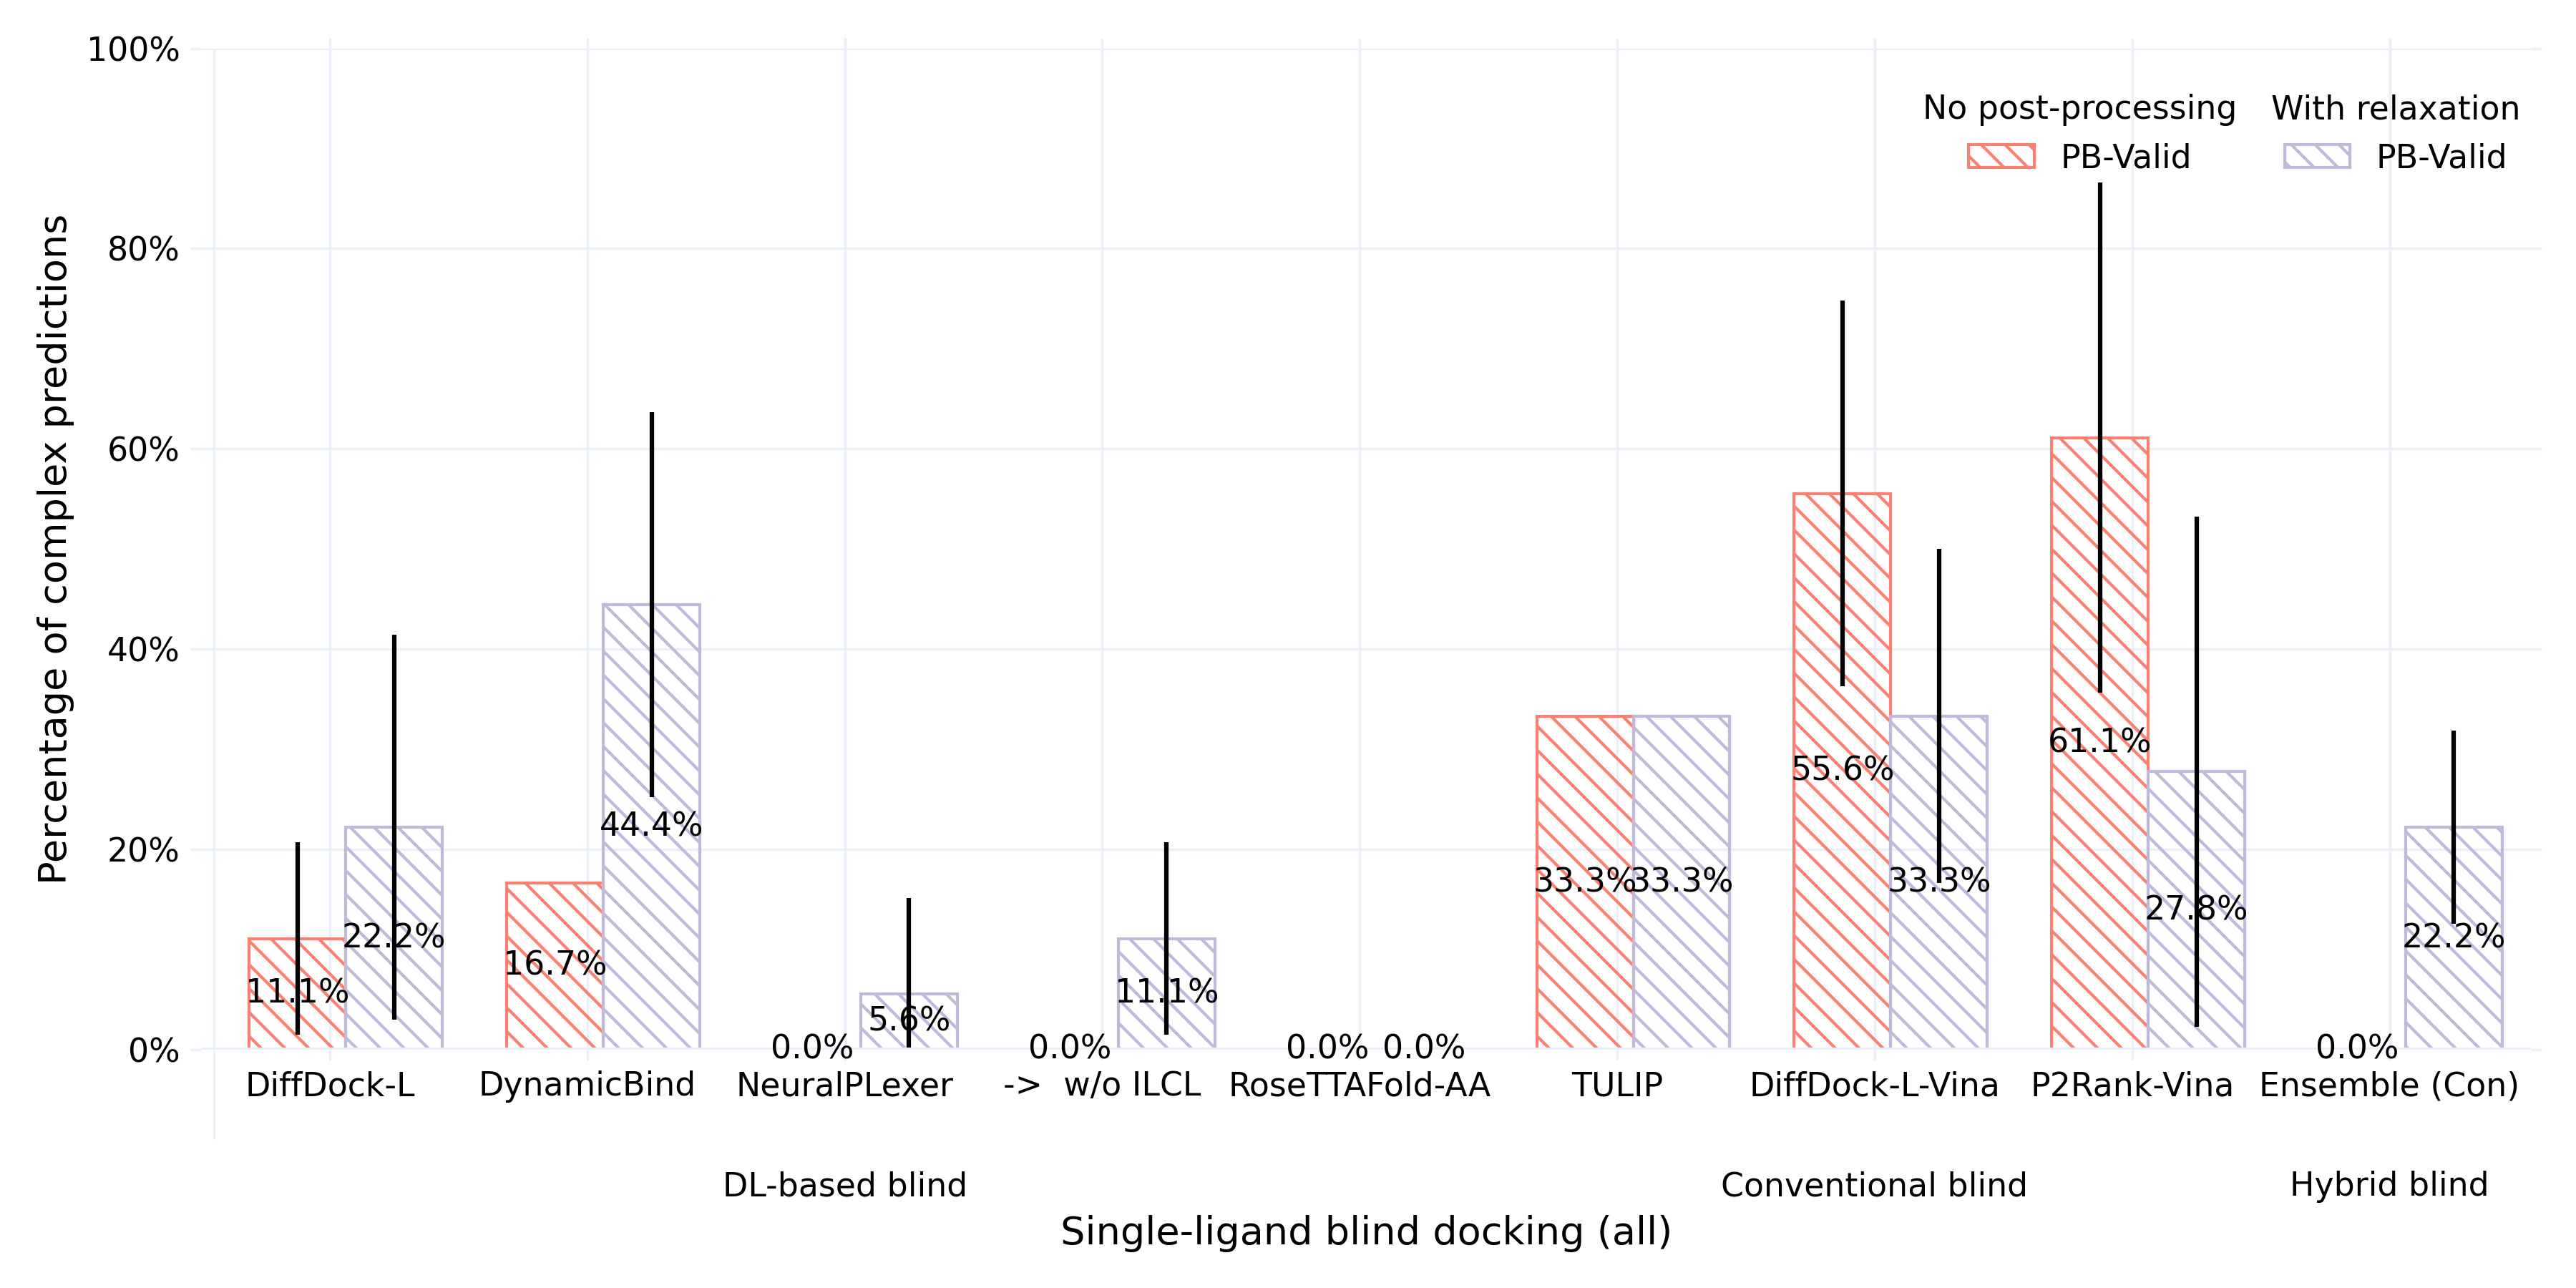 100%
80%
60%
40%
20%
0%
Percentage of complex predictions
No post-processing
PB-Valid
With relaxation
PB-Valid
11.1%
22.2%
16.7%
44.4%
0.0%
5.6%
0.0%
11.1%
0.0%
0.0%
33.3%
33.3%
55.6%
33.3%
61.1%
27.8%
0.0%
22.2%
DiffDock-L
DynamicBind
NeuralPLexer
-> w/o ILCL
RoseTTAFold-AA
TULIP
DiffDock-L-Vina
P2Rank-Vina
Ensemble (Con)
DL-based blind
Conventional blind
Hybrid blind
Single-ligand blind docking (all)